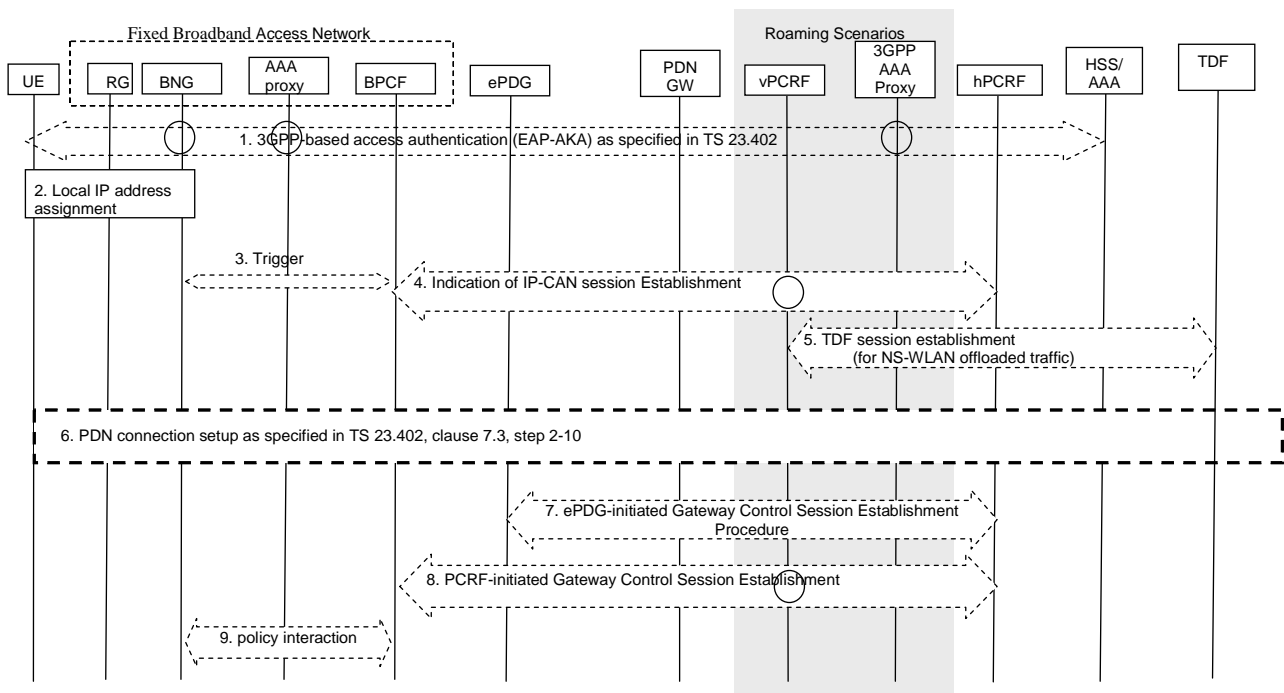 Fixed Broadband Access Network
Roaming Scenarios
UE
RG
BNG
AAA
proxy
BPCF
ePDG
PDN
GW
vPCRF
3GPP
AAA
Proxy
hPCRF
HSS/
AAA
TDF
1. 3GPP-based access authentication (EAP-AKA) as specified in TS 23.402
2. Local IP address
assignment
3. Trigger
4. Indication of IP-CAN session Establishment
5. TDF session establishment
(for NS-WLAN offloaded traffic)
6. PDN connection setup as specified in TS 23.402, clause 7.3, step 2-10
7. ePDG-initiated Gateway Control Session Establishment
Procedure
8. PCRF-initiated Gateway Control Session Establishment
9. policy interaction